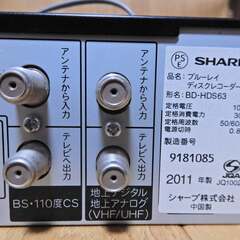 アンテナから入力
アンテナから入力
テレビへ出力
テレビへ出力
BS・110度CS
地上デジタル
地上アナログ
(VHF/UHF)
PS
E
SHAR
品名：ブルーレイ
ディスクレコーダー
形名：BD-HDS63
定格電圧
定格消費電力
定格周波数
電源待機時
製造番号
9181085
2011 年
シャープ株式会社
中国製
JQA